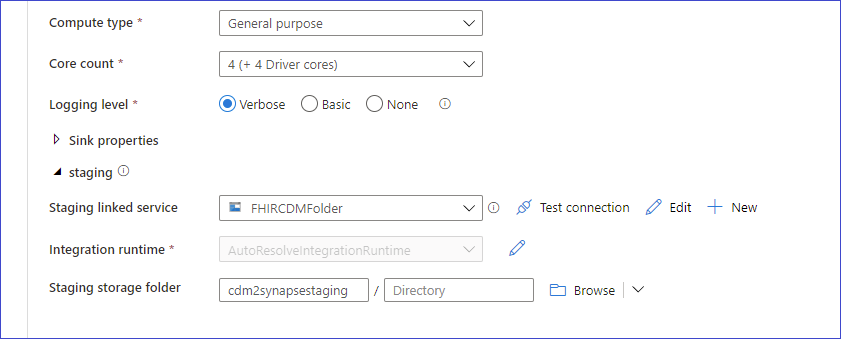 Compute type *
General purpose
Core count *
4 (+ 4 Driver cores)
Logging level *
Verbose Basic None
Sink properties
staging
Staging linked service
FHIRCDMFolder
Test connection Edit New
Integration runtime *
AutoResolveIntegrationRuntime
Staging storage folder
cdm2synapsestaging / Directory
Browse